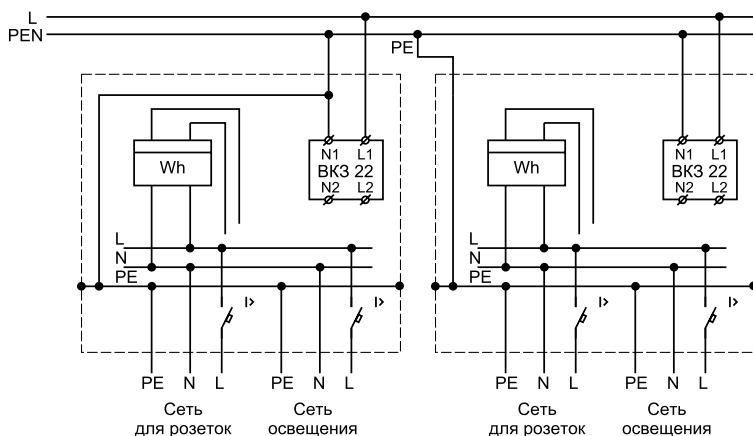 L
PEN
PE
N1 L1
ВКЗ 22
N2 L2
Wh
N1 L1
ВКЗ 22
N2 L2
Wh
L
N
PE
I>
I>
L
N
PE
I>
I>
PE N L
PE N L
PE N L
PE N L
Сеть
для розеток
Сеть
освещения
Сеть
для розеток
Сеть
освещения